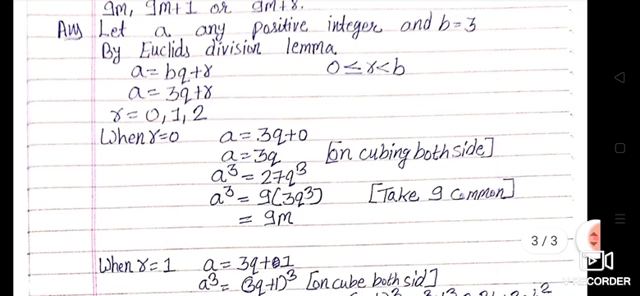 9m, 9m+1 or 9m+8.
Ans Let a any positive integer and b=3
By Euclids division lemma
a=bq+r 0≤r<b
a=3q+r
r=0,1,2
When r=0 a=3q+0
a=3q [on cubing both side]
a³=27q³
a³=9(3q³) [Take 9 Common]
=9m
3/3
When r=1 a=3q+1
a³=(3q+1)³ [on cube both sid]
V RECORDER